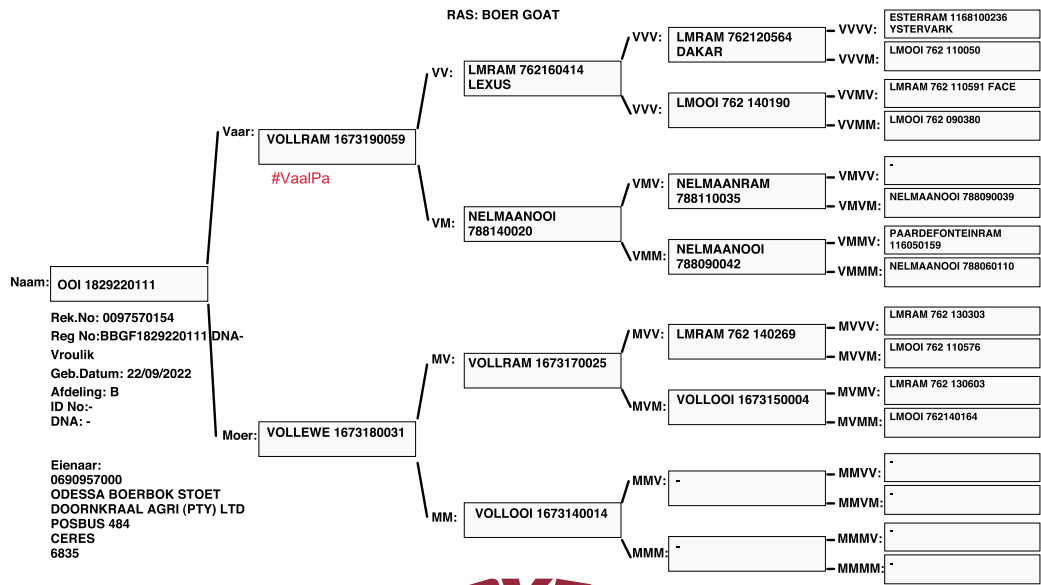 RAS: BOER GOAT
Naam: OOI 1829220111
Rek.No: 0097570154
Reg No:BBGF1829220111 DNA-
Vroulik
Geb.Datum: 22/09/2022
Afdeling: B
ID No:-
DNA: -
Eienaar:
0690957000
ODESSA BOERBOK STOET
DOORNKRAAL AGRI (PTY) LTD
POSBUS 484
CERES
6835
Vaar: VOLLRAM 1673190059
#VaalPa
Moer: VOLLEWE 1673180031
VV: LMRAM 762160414
LEXUS
VM: NELMAANOOI
788140020
MV: VOLLRAM 1673170025
MM: VOLLOOI 1673140014
VVV: LMRAM 762120564
DAKAR
VVV: LMOOI 762 140190
VMV: NELMAANRAM
788110035
VMM: NELMAANOOI
788090042
MVV: LMRAM 762 140269
MVM: VOLLOOI 1673150004
MMV: -
MMM: -
VVVV: ESTERRAM 1168100236
YSTERVARK
VVVM: LMOOI 762 110050
VVMV: LMRAM 762 110591 FACE
VVMM: LMOOI 762 090380
VMVV: -
VMVM: NELMAANOOI 788090039
VMMV: PAARDEFONTEINRAM
116050159
VMMM: NELMAANOOI 788060110
MVVV: LMRAM 762 130303
MVVM: LMOOI 762 110576
MVMV: LMRAM 762 130603
MVMM: LMOOI 762140164
MMVV: -
MMVM: -
MMMV: -
MMMM: -